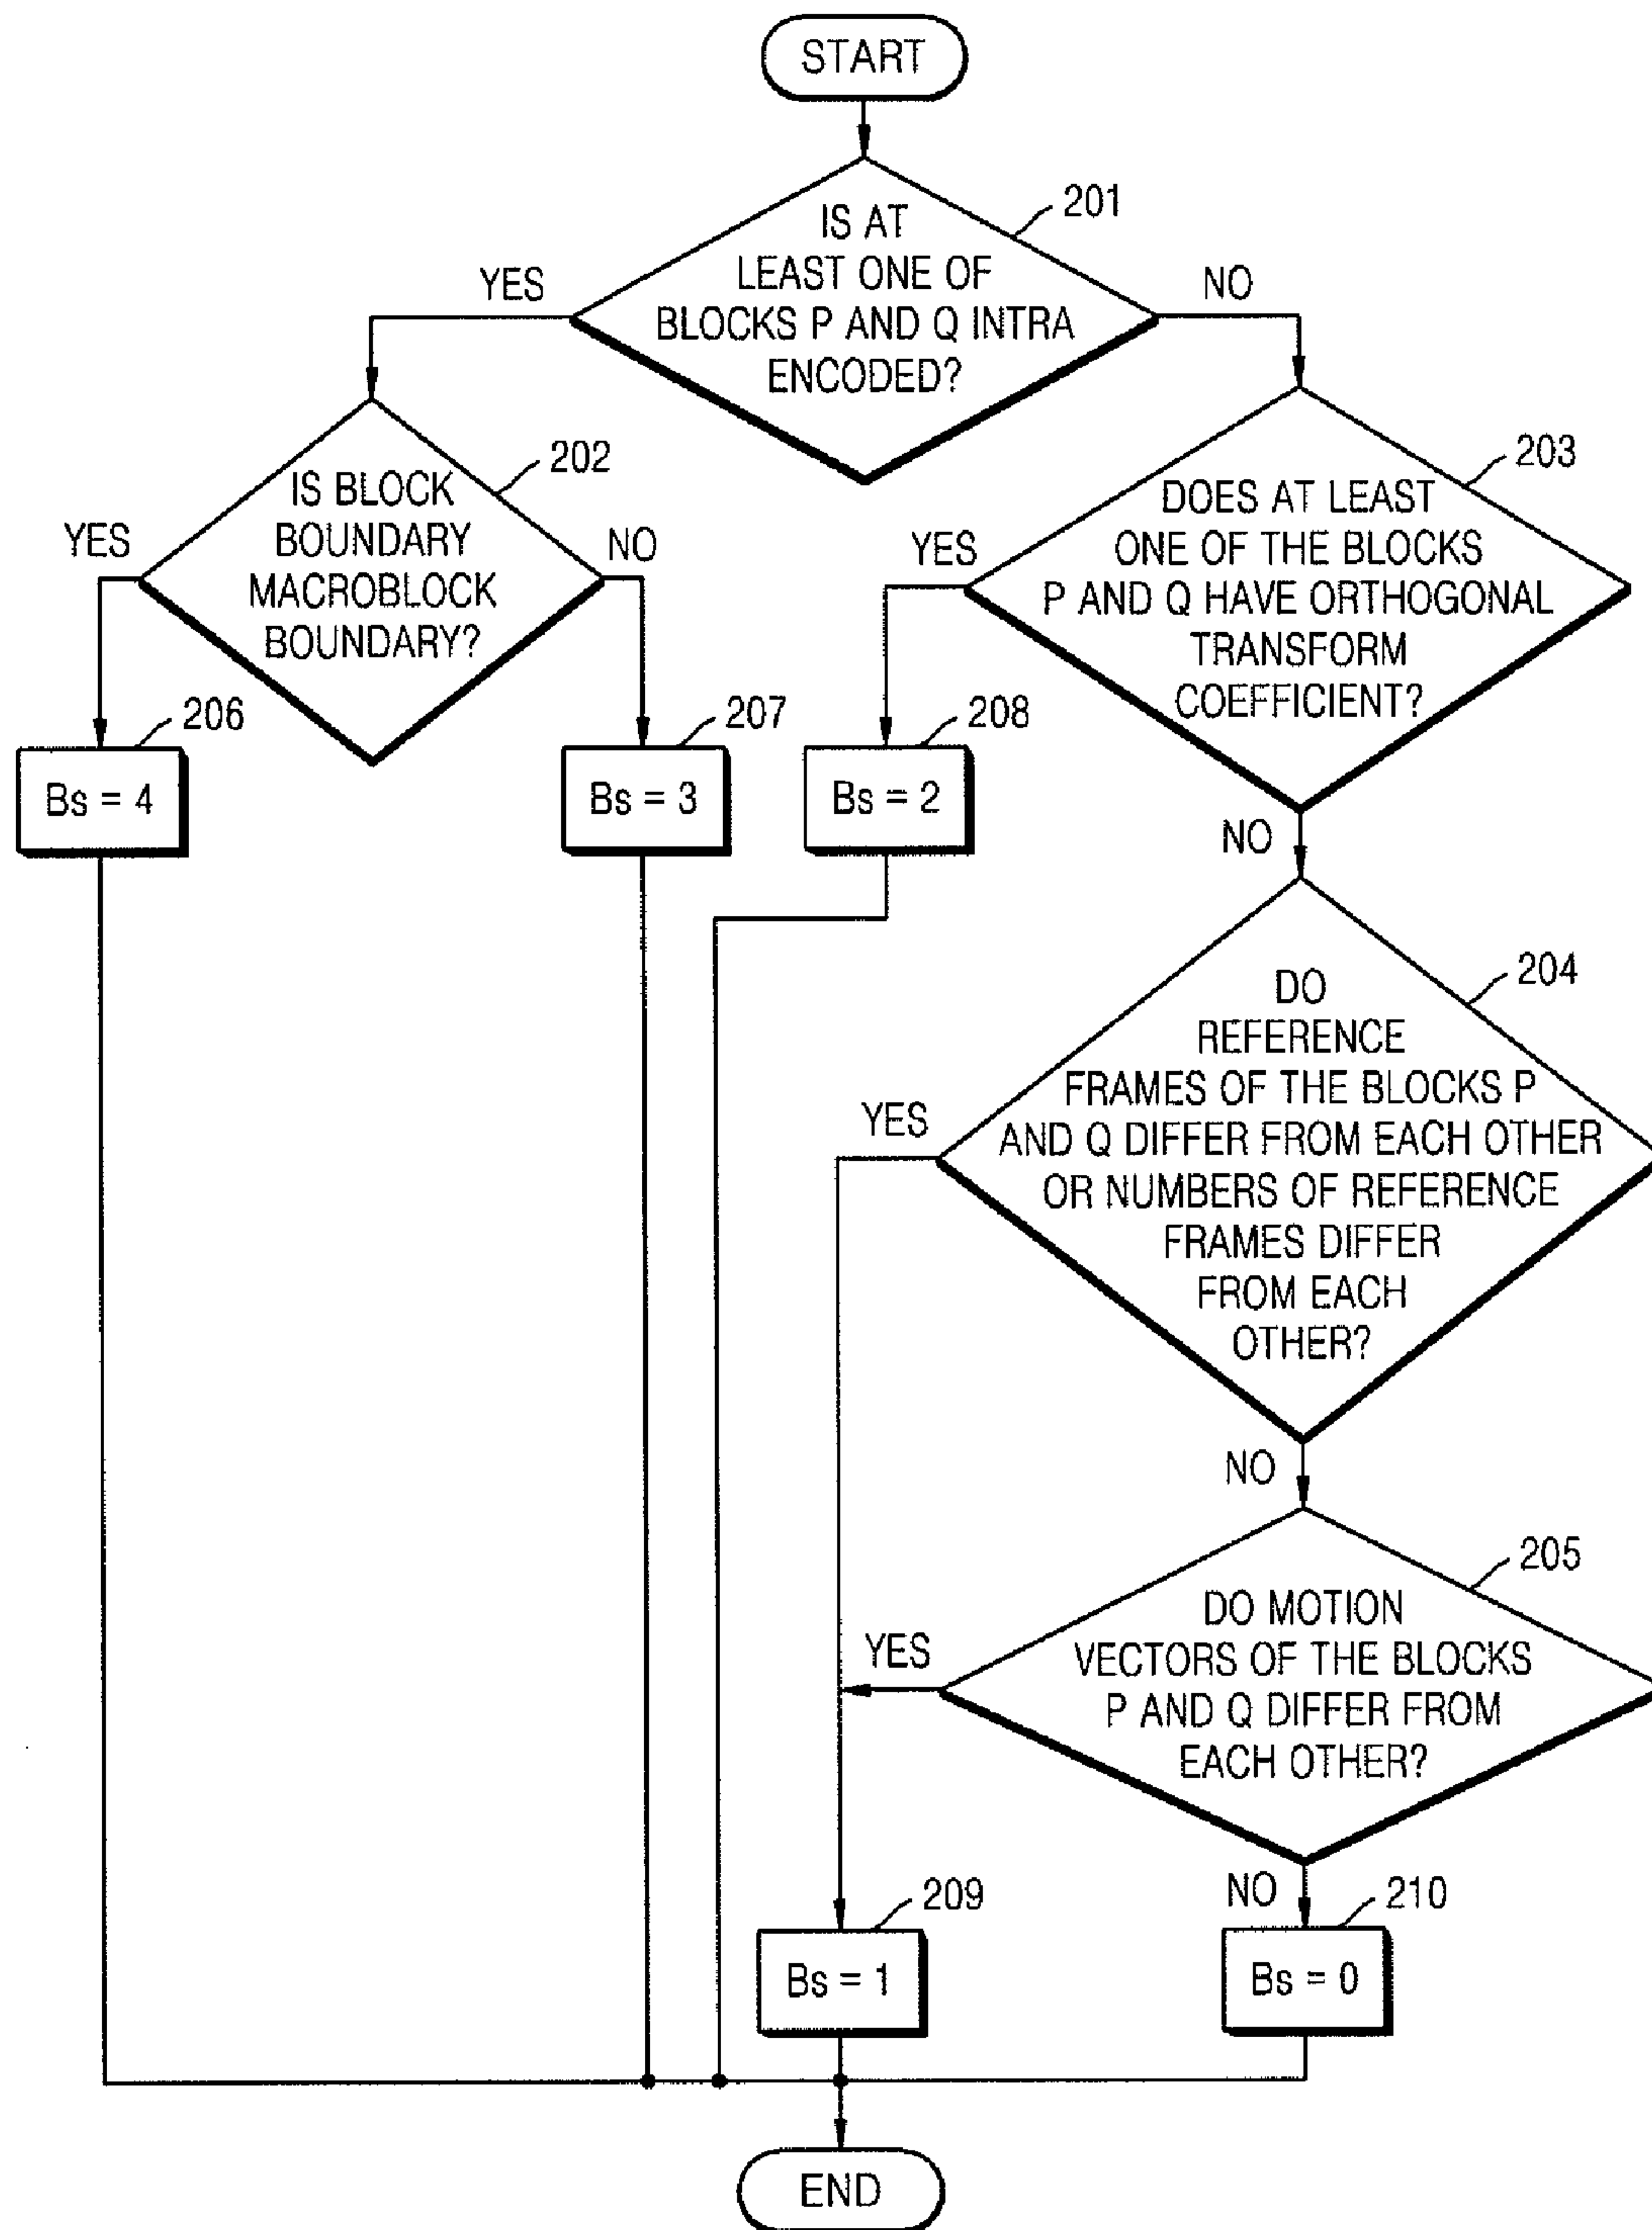 START
201
IS AT
LEAST ONE OF
BLOCKS P AND Q INTRA
ENCODED?
YES
NO
202
IS BLOCK
BOUNDARY
MACROBLOCK
BOUNDARY?
YES
NO
203
DOES AT LEAST
ONE OF THE BLOCKS
P AND Q HAVE ORTHOGONAL
TRANSFORM
COEFFICIENT?
YES
NO
206
Bs = 4
207
Bs = 3
208
Bs = 2
204
DO
REFERENCE
FRAMES OF THE BLOCKS P
AND Q DIFFER FROM EACH OTHER
OR NUMBERS OF REFERENCE
FRAMES DIFFER
FROM EACH
OTHER?
YES
NO
205
DO MOTION
VECTORS OF THE BLOCKS
P AND Q DIFFER FROM
EACH OTHER?
YES
NO
209
Bs = 1
210
Bs = 0
END